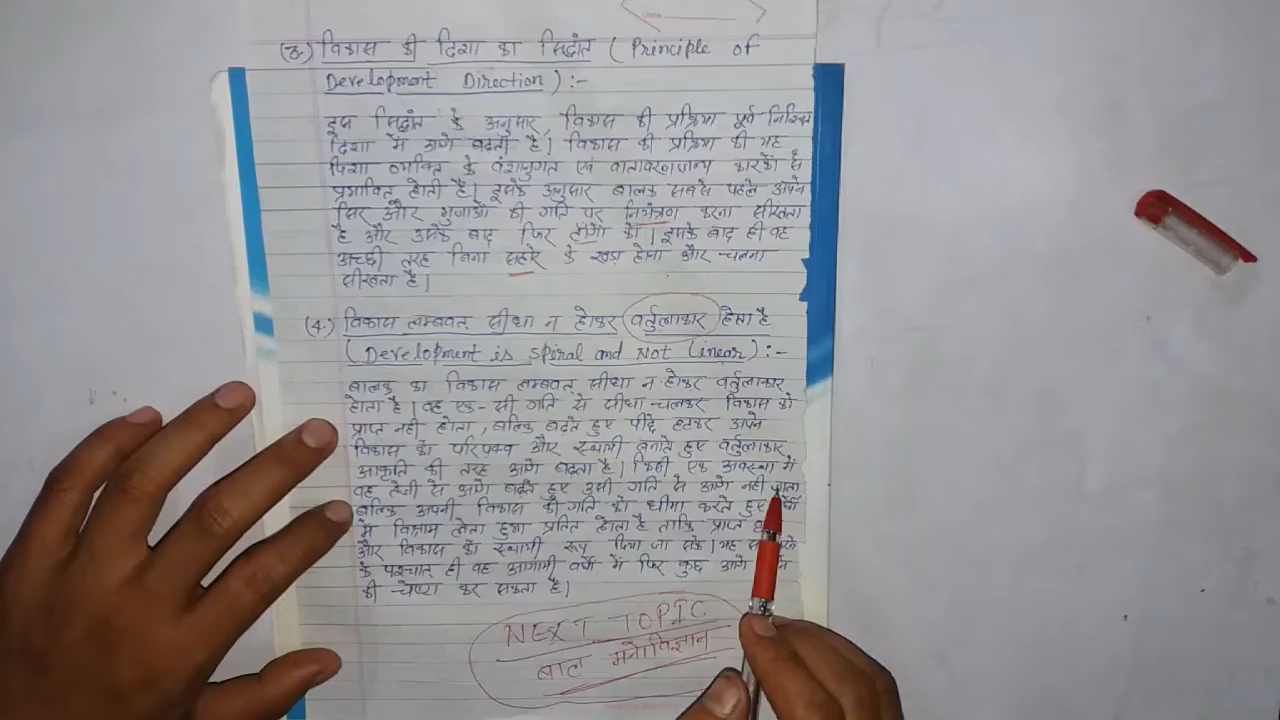 (3.) विकास की दिशा का सिद्धांत (Principle of
Development Direction) :-
इस सिद्धांत के अनुसार, विकास की प्रक्रिया पूर्व निश्चित
दिशा में आगे बढ़ती है। विकास की प्रक्रिया की यह
दिशा व्यक्ति के वंशानुगत एवं वातावरणजन्य कारकों से
प्रभावित होती है। इसके अनुसार बालक सबसे पहले अपने
सिर और भुजाओं की गति पर नियंत्रण करना सीखता
है और उसके बाद फिर टाँगों को। इसके बाद ही वह
अच्छी तरह बिना सहारे के खड़ा होना और चलना
सीखता है।
(4.) विकास लम्बवत् सीधा न होकर वर्तुलाकार होता है
(Development is spiral and Not Linear) :-
बालक का विकास लम्बवत् सीधा न होकर वर्तुलाकार
होता है। वह एक-सी गति से सीधा चलकर विकास को
प्राप्त नही होता, बल्कि बढ़ते हुए पीछे हटकर अपने
विकास को परिपक्व और स्थायी बनाते हुए वर्तुलाकार
आकृति की तरह आगे बढ़ता है। किसी एक अवस्था में
वह तेजी से आगे बढ़ते हुए उसी गति से आगे नही जाता
बल्कि अपनी विकास की गति को धीमा करते हुए
में विश्राम लेता हुआ प्रतित होता है ताकि प्राप्त
और विकास को स्थायी रूप दिया जा सके। यह
के पश्चात् ही वह आगामी वर्षो में फिर कुछ आगे
की चेष्टा कर सकता है।
NEXT TOPIC
बाल मनोविज्ञान